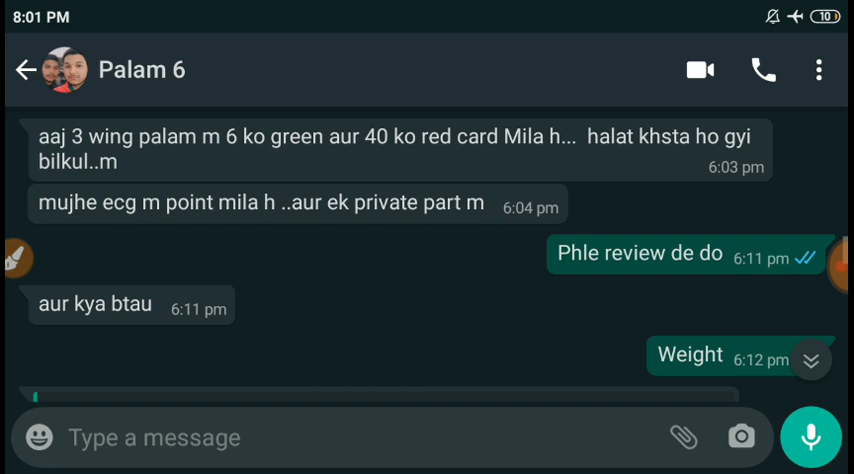 8:01 PM
10
Palam 6
aaj 3 wing palam m 6 ko green aur 40 ko red card Mila h... halat khsta ho gyi
bilkul..m
6:03 pm
mujhe ecg m point mila h ..aur ek private part m 6:04 pm
Phle review de do 6:11 pm
aur kya btau 6:11 pm
Weight 6:12 pm
Type a message